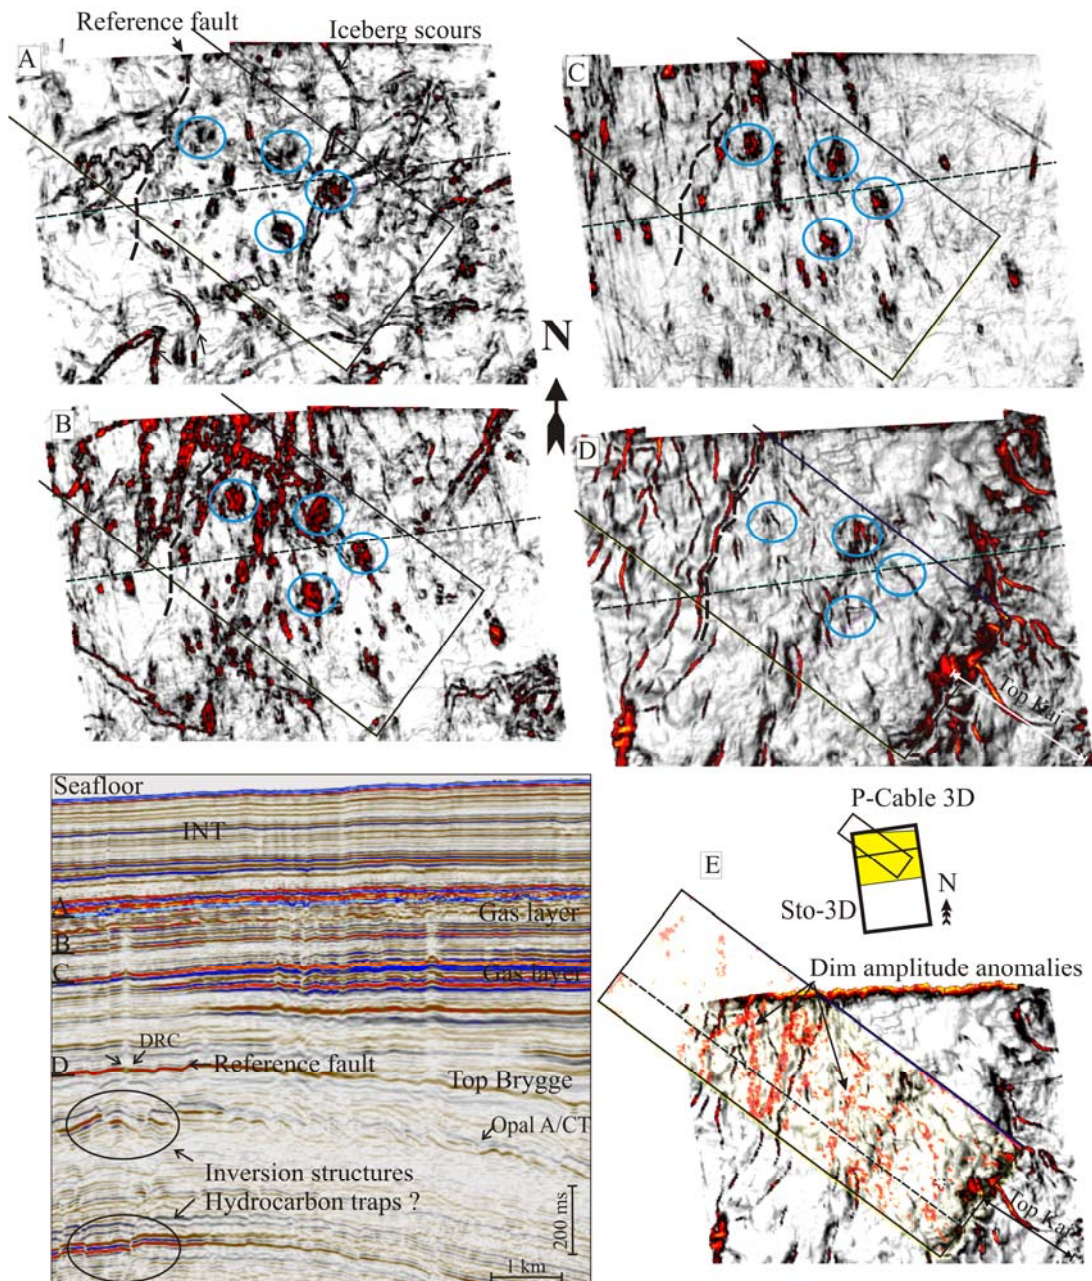 Reference fault
Iceberg scours
A
C
N
B
D
Top Kai
Seafloor
INT
A
Gas layer
B
C
Gas layer
DRC
D
Reference fault
Top Brygge
Opal A/CT
Inversion structures
Hydrocarbon traps ?
200 ms
1 km
P-Cable 3D
E
N
Sto-3D
Dim amplitude anomalies
Top Kai